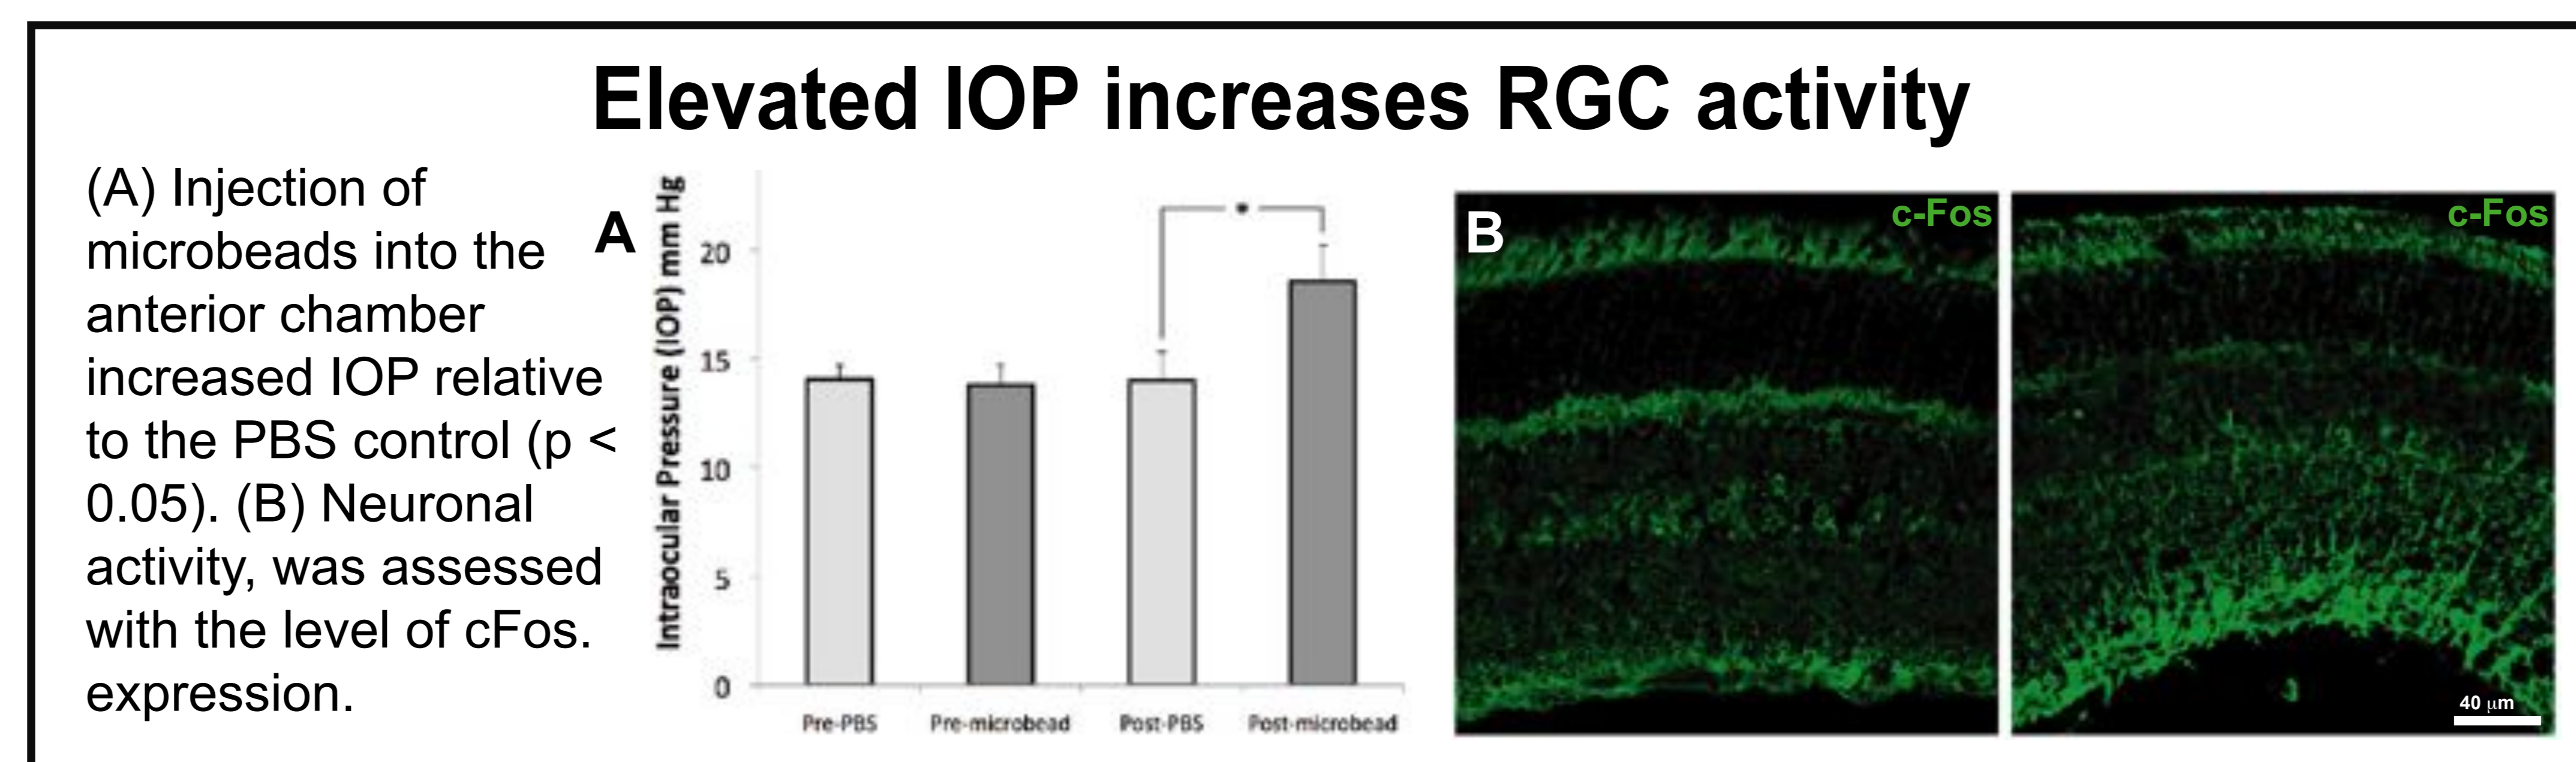 Elevated IOP increases RGC activity
(A) Injection of
microbeads into the
anterior chamber
increased IOP relative
to the PBS control (p <
0.05). (B) Neuronal
activity, was assessed
with the level of cFos.
expression.
A
Intraocular Pressure (IOP) mm Hg
20
15
10
5
0
*
Pre-PBS
Pre-microbead
Post-PBS
Post-microbead
B
c-Fos
c-Fos
40 μm